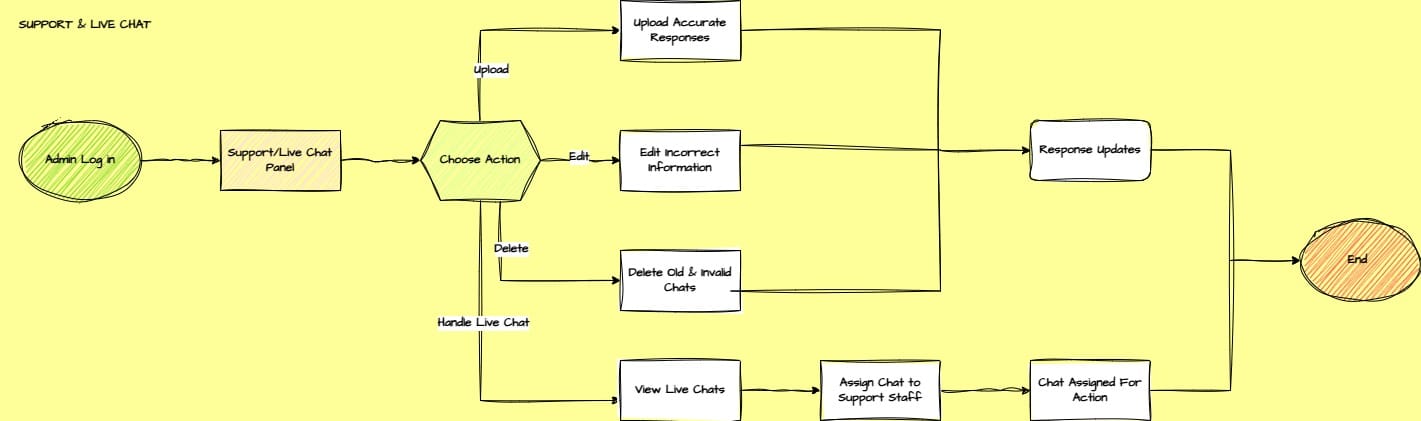 SUPPORT & LIVE CHAT
Upload Accurate
Responses
Upload
Admin Log in
Support/Live Chat
Panel
Choose Action
Edit
Edit Incorrect
Information
Response Updates
Delete
Delete Old & Invalid
Chats
End
Handle Live Chat
View Live Chats
Assign Chat to
Support Staff
Chat Assigned For
Action